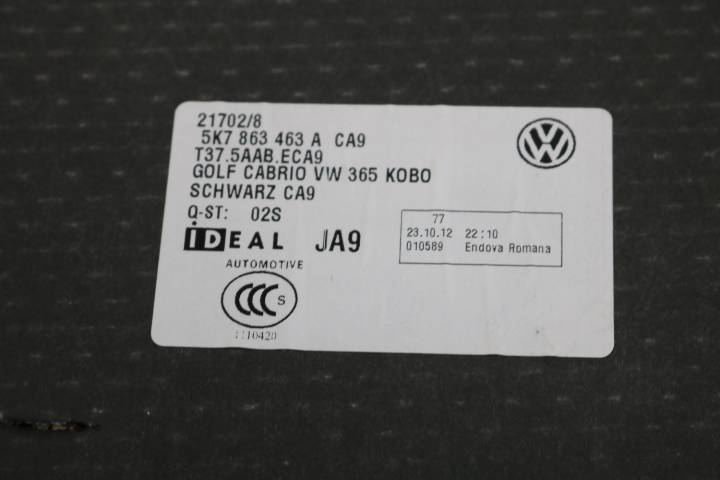 21702/8
5K7 863 463 A CA9
T37.5AAB.ECA9
GOLF CABRIO VW 365 KOBO
SCHWARZ CA9
Q-ST: 02S
IDEAL JA9
AUTOMOTIVE
77
23.10.12 22:10
010589 Endova Romana
CCC S
VW